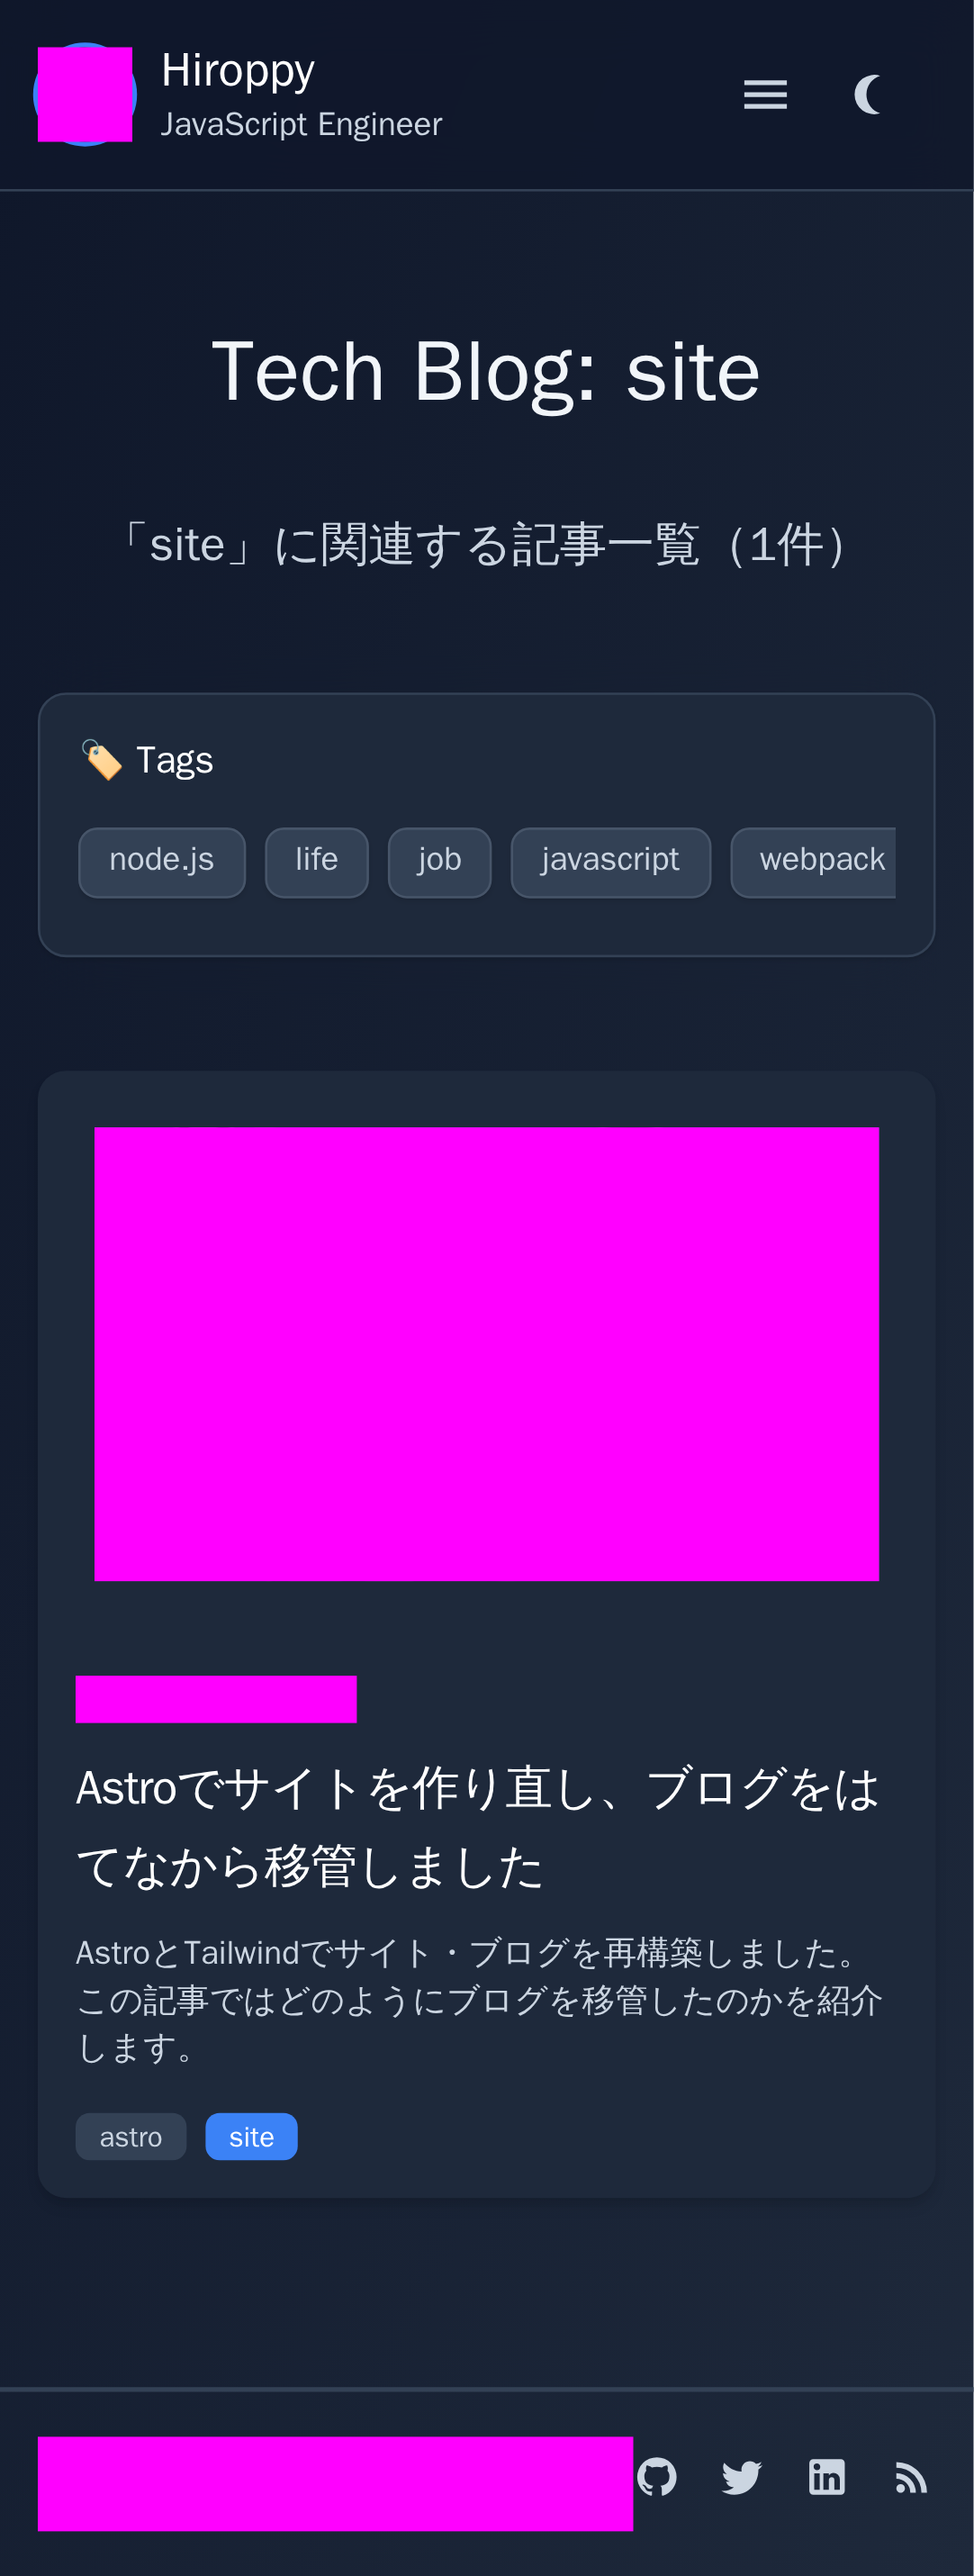 Hiroppy
JavaScript Engineer
Tech Blog: site
「site」に関連する記事一覧（1件）
Tags
node.js life job javascript webpack
Astroでサイトを作り直し、ブログをは
てなから移管しました
AstroとTailwindでサイト・ブログを再構築しました。
この記事ではどのようにブログを移管したのかを紹介
します。
astro site